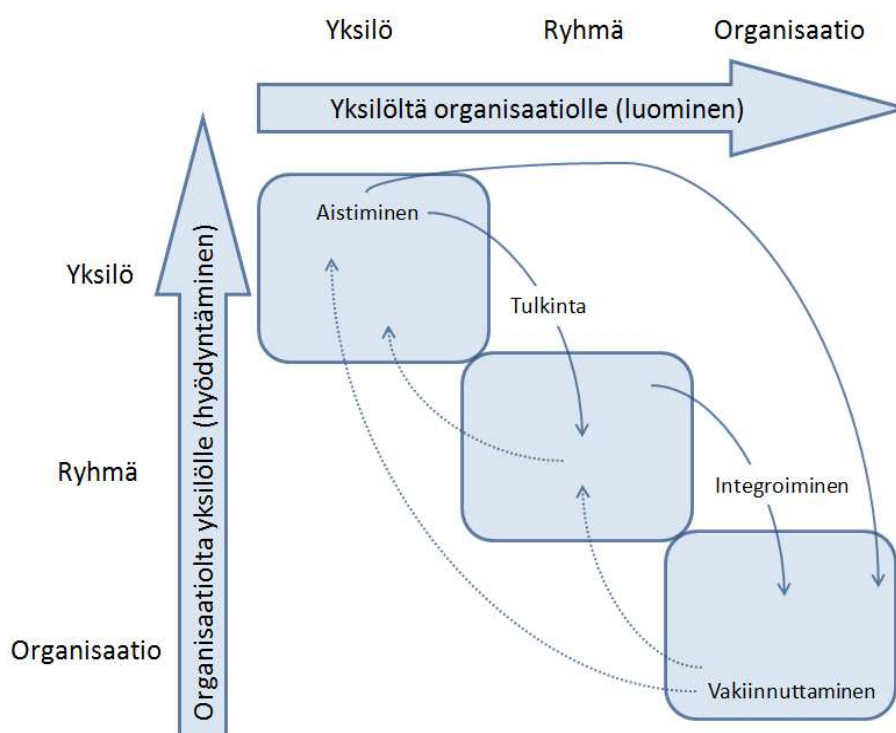 Yksilö Ryhmä Organisaatio
Yksilöltä organisaatiolle (luominen)
Organisaatiolta yksilölle (hyödyntäminen)
Aistiminen
Yksilö
Tulkinta
Ryhmä
Integroiminen
Organisaatio
Vakiinnuttaminen